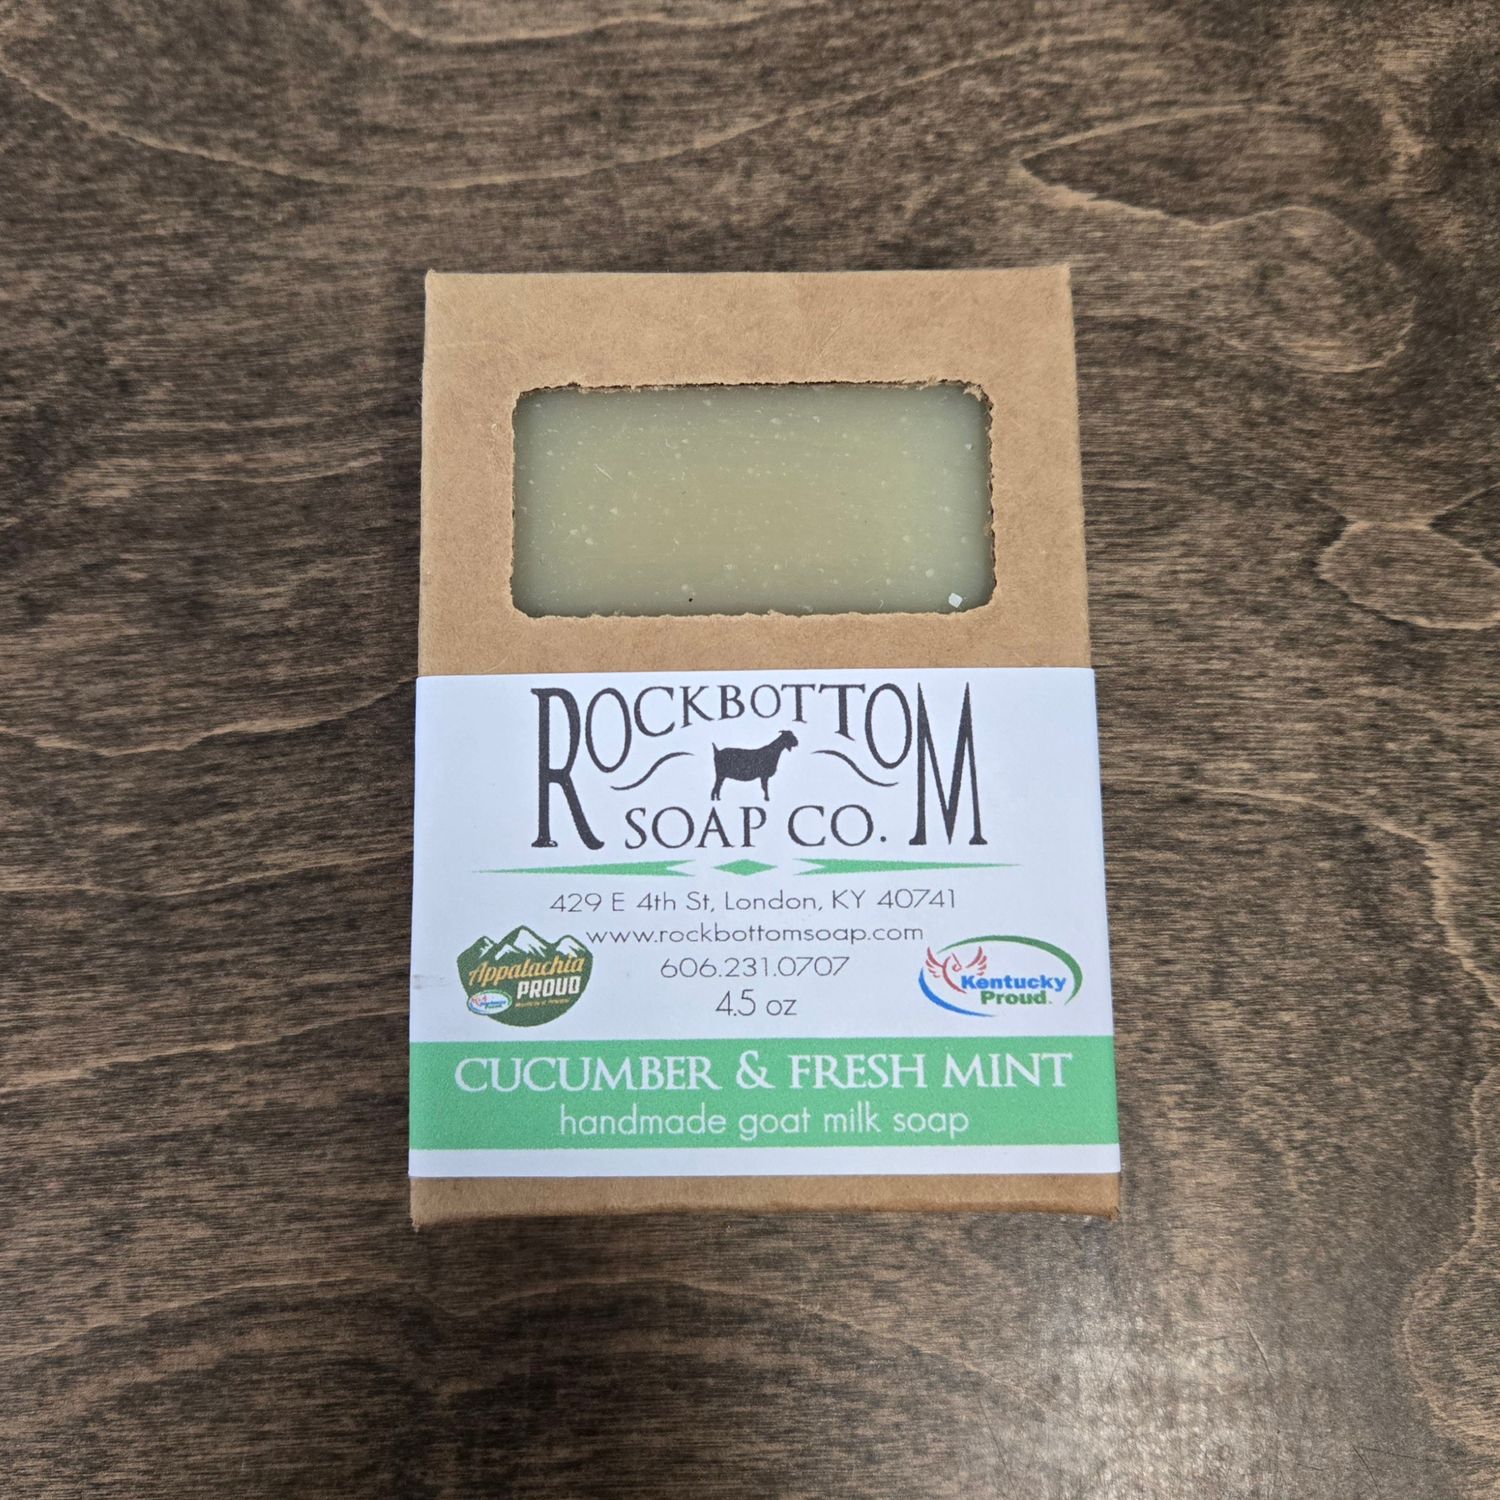 ROCKBOTTOM
SOAP CO.
429 E 4th St, London, KY 40741
www.rockbottomsoap.com
606.231.0707
4.5 oz
Appalachia
PROUD
Kentucky
Proud
CUCUMBER & FRESH MINT
handmade goat milk soap